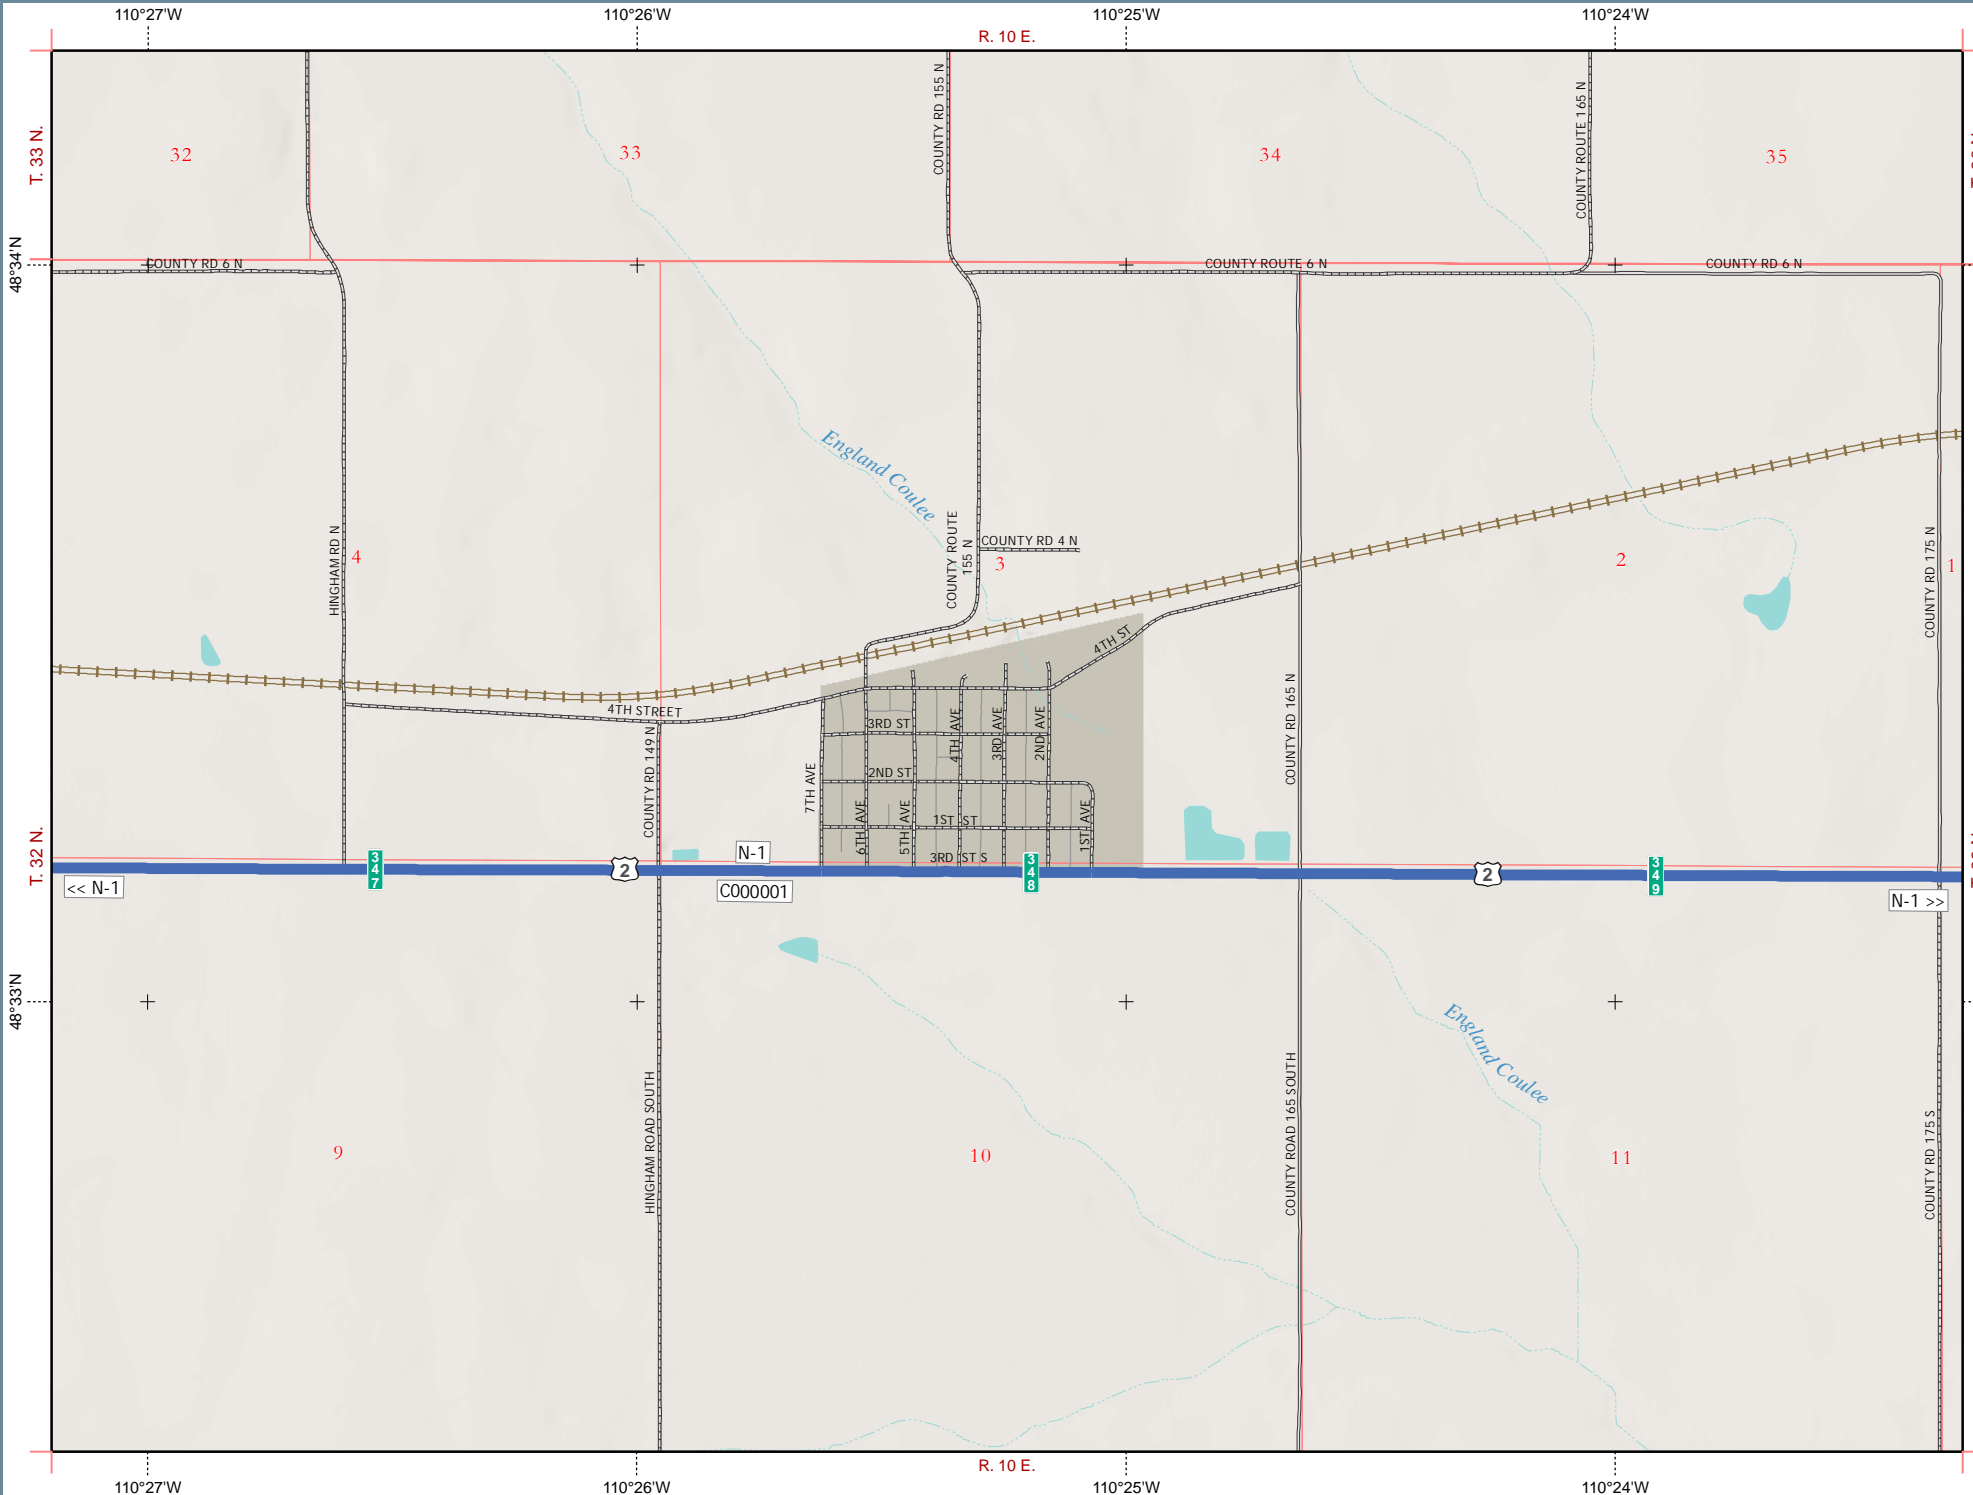 110°27'W
110°26'W
110°25'W
110°24'W
R. 10 E.
T. 33 N.
COUNTY RD 155 N
COUNTY ROUTE 165 N
32
33
34
35
48°34'N
COUNTY RD 6 N
COUNTY ROUTE 6 N
COUNTY RD 6 N
England Coulee
HINGHAM RD N
4
COUNTY ROUTE
155 N
COUNTY RD 4 N
3
2
COUNTY RD 175 N
1
4TH ST
4TH STREET
COUNTY RD 149 N
3RD ST
4TH AVE
3RD AVE
2ND AVE
COUNTY RD 165 N
7TH AVE
2ND ST
6TH AVE
5TH AVE
1ST ST
1ST AVE
3RD ST S
T. 32 N.
N-1
347
2
348
2
349
<< N-1
C000001
N-1 >>
48°33'N
England Coulee
HINGHAM ROAD SOUTH
COUNTY ROAD 165 SOUTH
COUNTY RD 175 S
9
10
11
R. 10 E.
110°27'W
110°26'W
110°25'W
110°24'W